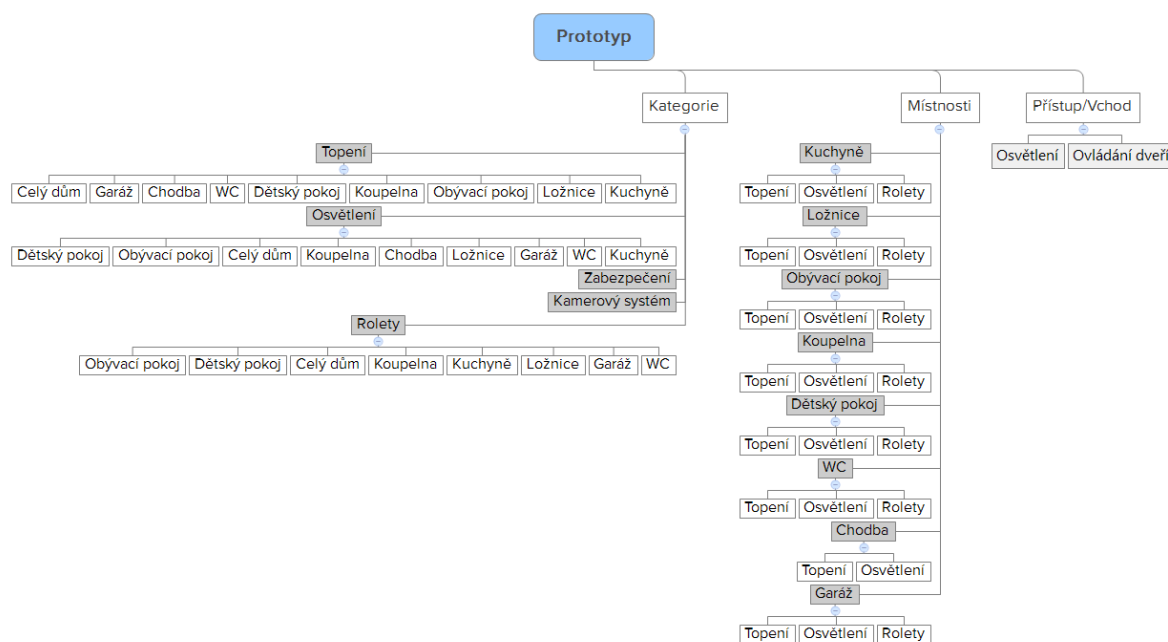 Prototyp
Kategorie Místnosti Přístup/Vchod
Topení
Celý dům Garáž Chodba WC Dětský pokoj Koupelna Obývací pokoj Ložnice Kuchyně
Osvětlení
Dětský pokoj Obývací pokoj Celý dům Koupelna Chodba Ložnice Garáž WC Kuchyně
Zabezpečení
Kamerový systém
Rolety
Obývací pokoj Dětský pokoj Celý dům Koupelna Kuchyně Ložnice Garáž WC
Kuchyně
Topení Osvětlení Rolety
Ložnice
Topení Osvětlení Rolety
Obývací pokoj
Topení Osvětlení Rolety
Koupelna
Topení Osvětlení Rolety
Dětský pokoj
Topení Osvětlení Rolety
WC
Topení Osvětlení Rolety
Chodba
Topení Osvětlení
Garáž
Topení Osvětlení Rolety
Osvětlení Ovládání dveří